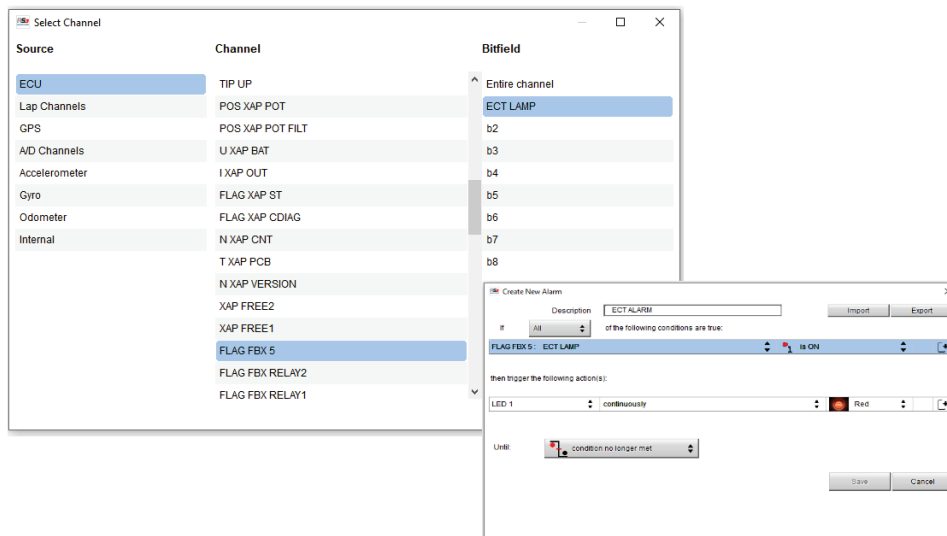 Select Channel
Source Channel Bitfield
ECU TIP UP Entire channel
Lap Channels POS XAP POT ECT LAMP
GPS POS XAP POT FILT b2
A/D Channels U XAP BAT b3
Accelerometer I XAP OUT b4
Gyro FLAG XAP ST b5
Odometer FLAG XAP CDIAG b6
Internal N XAP CNT b7
T XAP PCB b8
N XAP VERSION
XAP FREE2
XAP FREE1
FLAG FBX 5
FLAG FBX RELAY2
FLAG FBX RELAY1
Create New Alarm
Description ECT ALARM Import Export
If All of the following conditions are true:
FLAG FBX 5 : ECT LAMP 1 is ON
then trigger the following action(s):
LED 1 continuously Red
Until: condition no longer met
Save Cancel